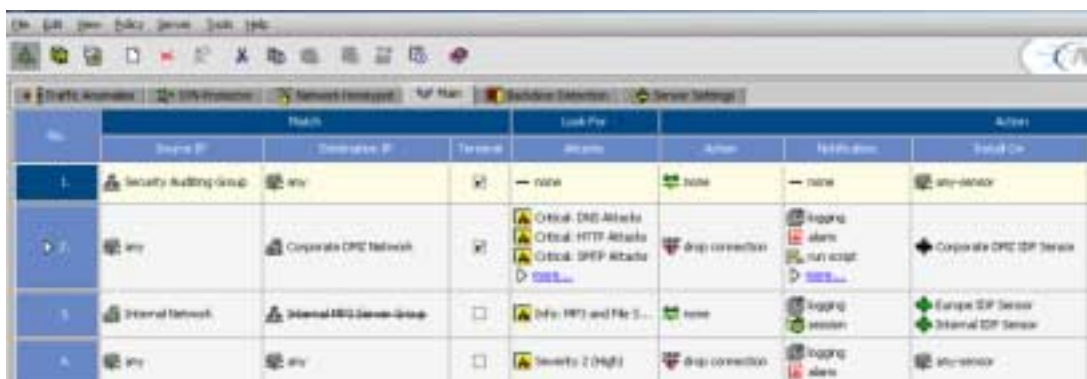 File Edit View Policy Server Tools Help
Traffic Anomalies SYN-Protector Network Honeypot Main Backdoor Detection Server Settings
No. Match Look For Action
Source IP Destination IP Terminal Attacks Action Notification Install On
1. Security Auditing Group any none none none any-sensor
2. any Corporate DMZ Network Critical: DNS Attacks drop connection logging Corporate DMZ IDP Sensor
Critical: HTTP Attacks alarm
Critical: SMTP Attacks run script
more... more...
3. Internal Network Internal MP3 Server Group Info: MP3 and File S... none logging Europe IDP Sensor
session Internal IDP Sensor
4. any any Severity 2 (High) drop connection logging any-sensor
alarm